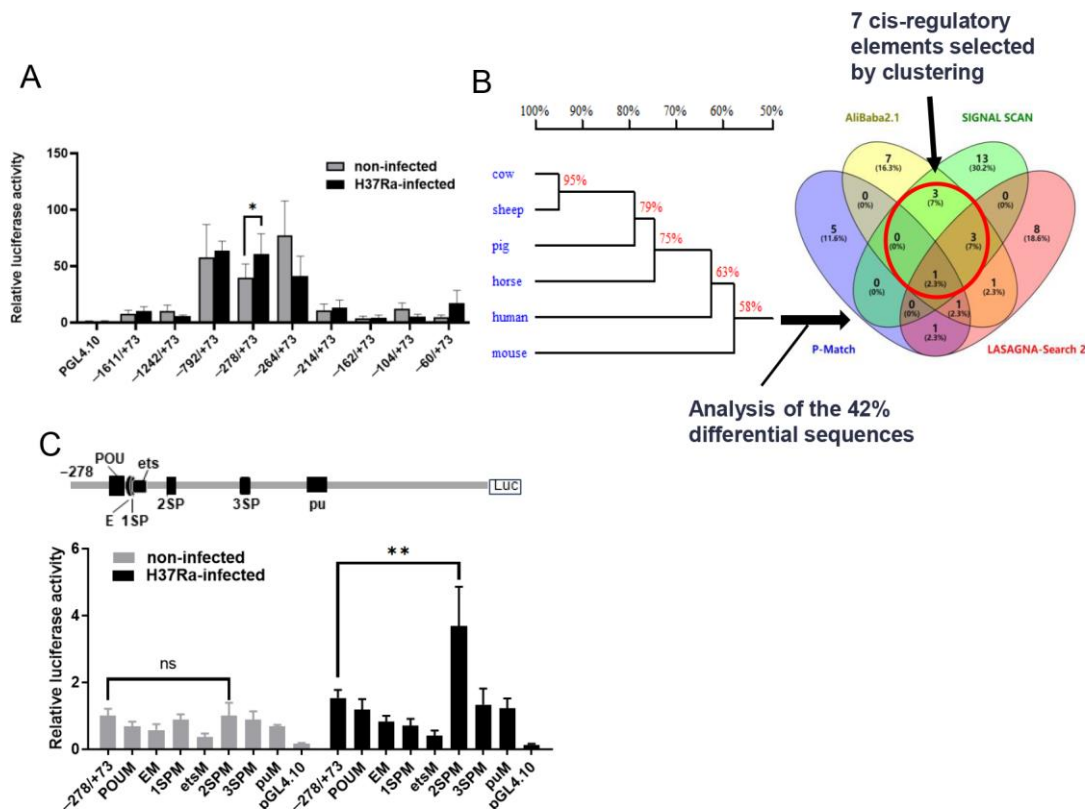 A
150
100
50
0
Relative luciferase activity
non-infected
H37Ra-infected
*
PGL4.10
−1611/+73
−1242/+73
−792/+73
−278/+73
−264/+73
−214/+73
−162/+73
−104/+73
−60/+73
B
100% 90% 80% 70% 60% 50%
cow
sheep
pig
horse
human
mouse
95%
79%
75%
63%
58%
7 cis-regulatory
elements selected
by clustering
AliBaba2.1
SIGNAL SCAN
P-Match
LASAGNA-Search 2
7
(16.3%)
13
(30.2%)
3
(7%)
0
(0%)
0
(0%)
5
(11.6%)
0
(0%)
3
(7%)
8
(18.6%)
1
(2.3%)
0
(0%)
1
(2.3%)
0
(0%)
1
(2.3%)
1
(2.3%)
Analysis of the 42%
differential sequences
C
−278
POU
ets
E
1SP
2SP
3SP
pu
Luc
6
4
2
0
Relative luciferase activity
non-infected
H37Ra-infected
ns
**
−278/+73
POUM
EM
1SPM
etsM
2SPM
3SPM
puM
pGL4.10
−278/+73
POUM
EM
1SPM
etsM
2SPM
3SPM
puM
pGL4.10